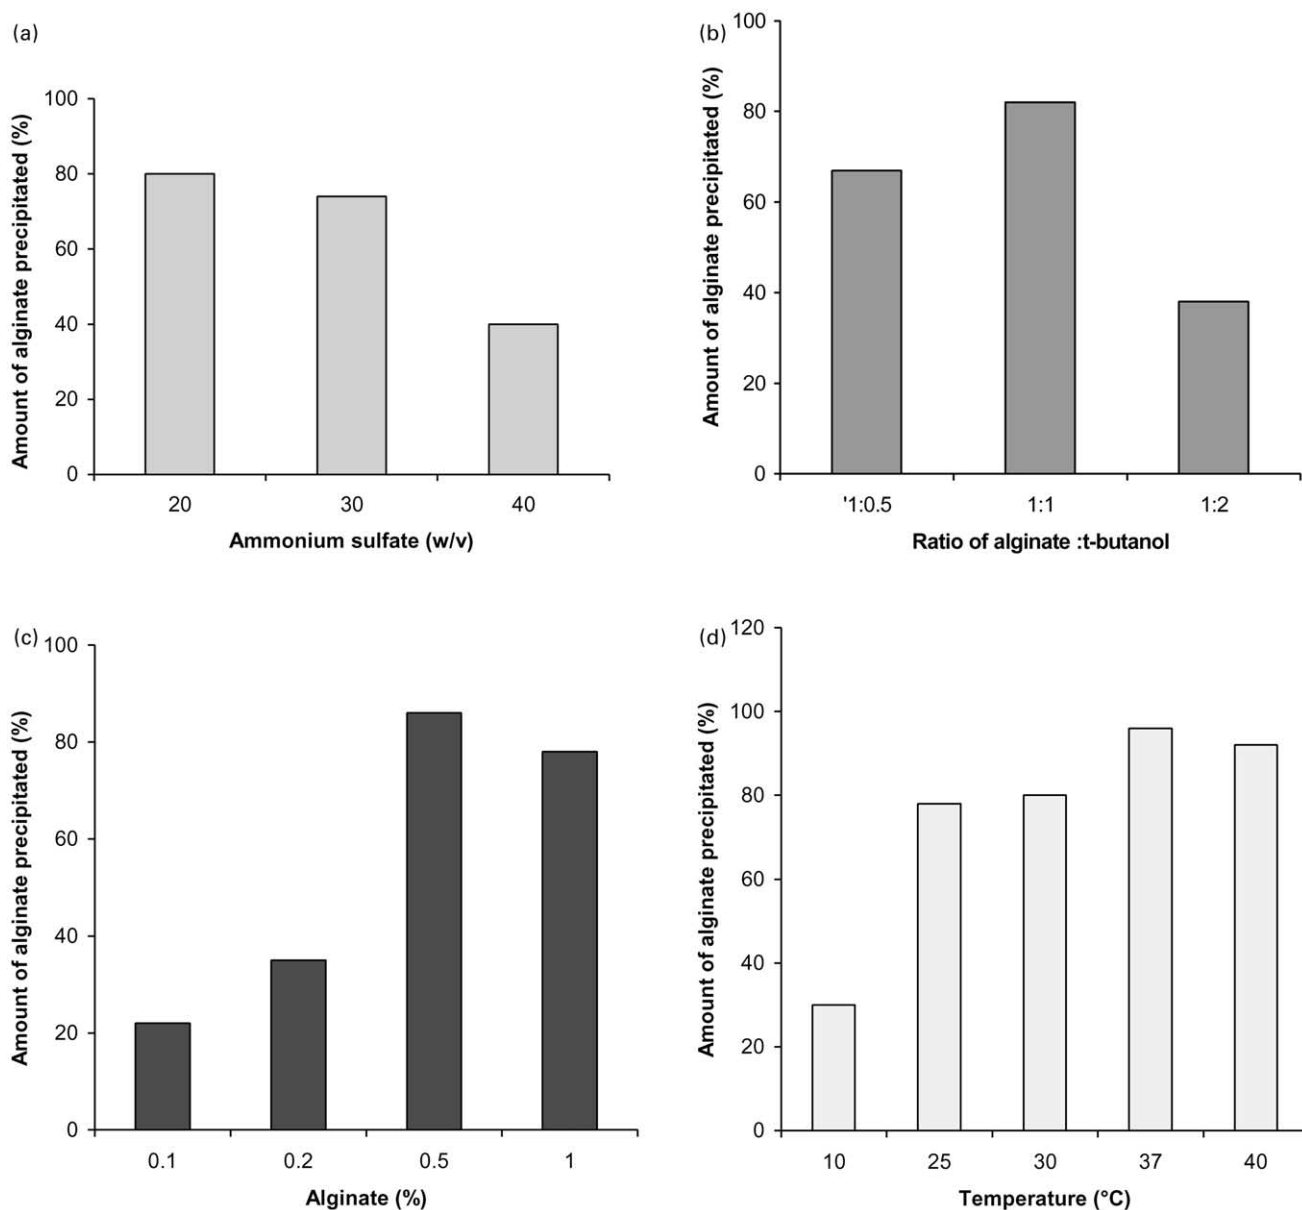 (a)
Amount of alginate precipitated (%)
100
80
60
40
20
0
20 30 40
Ammonium sulfate (w/v)
(b)
Amount of alginate precipitated (%)
100
80
60
40
20
0
'1:0.5 1:1 1:2
Ratio of alginate :t-butanol
(c)
Amount of alginate precipitated (%)
100
80
60
40
20
0
0.1 0.2 0.5 1
Alginate (%)
(d)
Amount of alginate precipitated (%)
120
100
80
60
40
20
0
10 25 30 37 40
Temperature (°C)